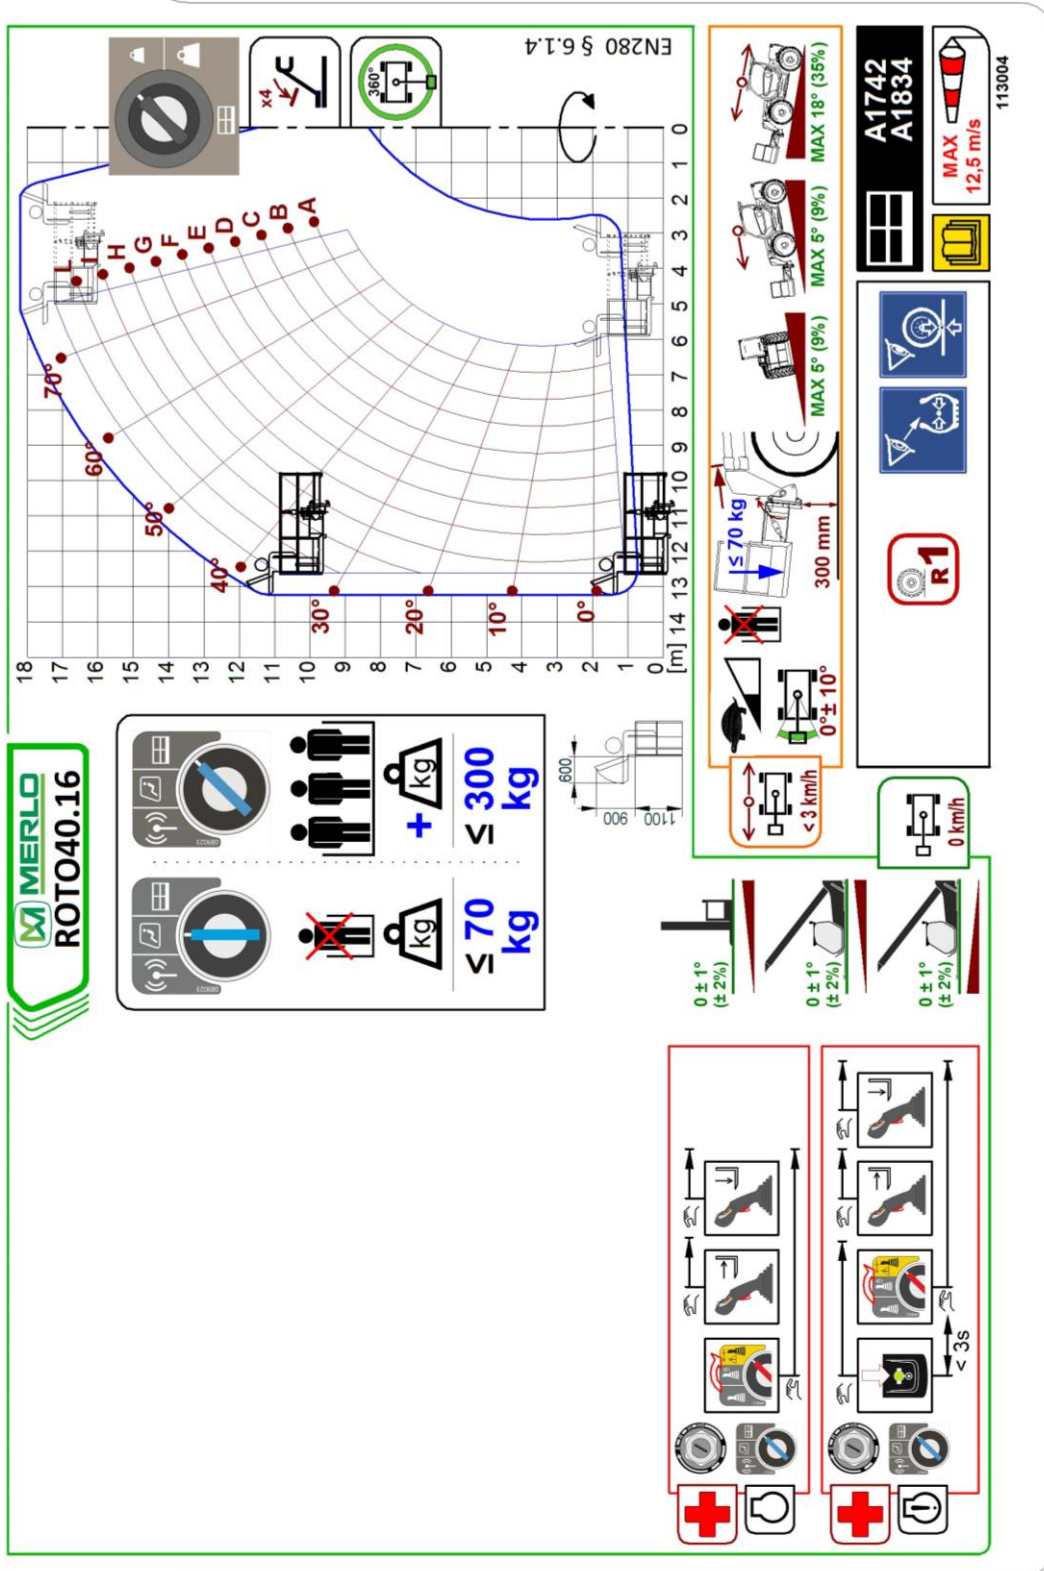 MERLO
ROTO40.16
≤ 70
kg
kg
+
kg
≤ 300
kg
600
900
1100
EN280 § 6.1.4
x4
360°
18
17
16
15
14
13
12
11
10
9
8
7
6
5
4
3
2
1
0
[m]
14
13
12
11
10
9
8
7
6
5
4
3
2
1
0
0°
10°
20°
30°
40°
50°
60°
70°
A
B
C
D
E
F
G
H
0 ± 1°
(± 2%)
0 ± 1°
(± 2%)
0 ± 1°
(± 2%)
< 3 km/h
0°± 10°
≤ 70 kg
300 mm
MAX 5° (9%)
MAX 5° (9%)
MAX 18° (35%)
0 km/h
R1
A1742
A1834
MAX
12,5 m/s
113004
< 3s